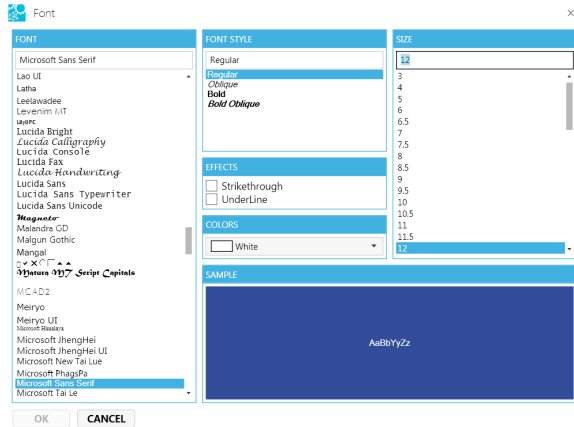 Font
FONT
Microsoft Sans Serif
Lao UI
Latha
Leelawadee
Levenim MT
LilyUPC
Lucida Bright
Lucida Calligraphy
Lucida Console
Lucida Fax
Lucida Handwriting
Lucida Sans
Lucida Sans Typewriter
Lucida Sans Unicode
Magneto
Malandra GD
Malgun Gothic
Mangal
Matura MT Script Capitals
MCAD2
Meiryo
Meiryo UI
Microsoft Himalaya
Microsoft JhengHei
Microsoft JhengHei UI
Microsoft New Tai Lue
Microsoft PhagsPa
Microsoft Sans Serif
Microsoft Tai Le
FONT STYLE
Regular
Regular
Oblique
Bold
Bold Oblique
EFFECTS
Strikethrough
UnderLine
COLORS
White
SIZE
12
3
4
5
6
6.5
7
7.5
8
8.5
9
9.5
10
10.5
11
11.5
12
SAMPLE
AaBbYyZz
OK
CANCEL